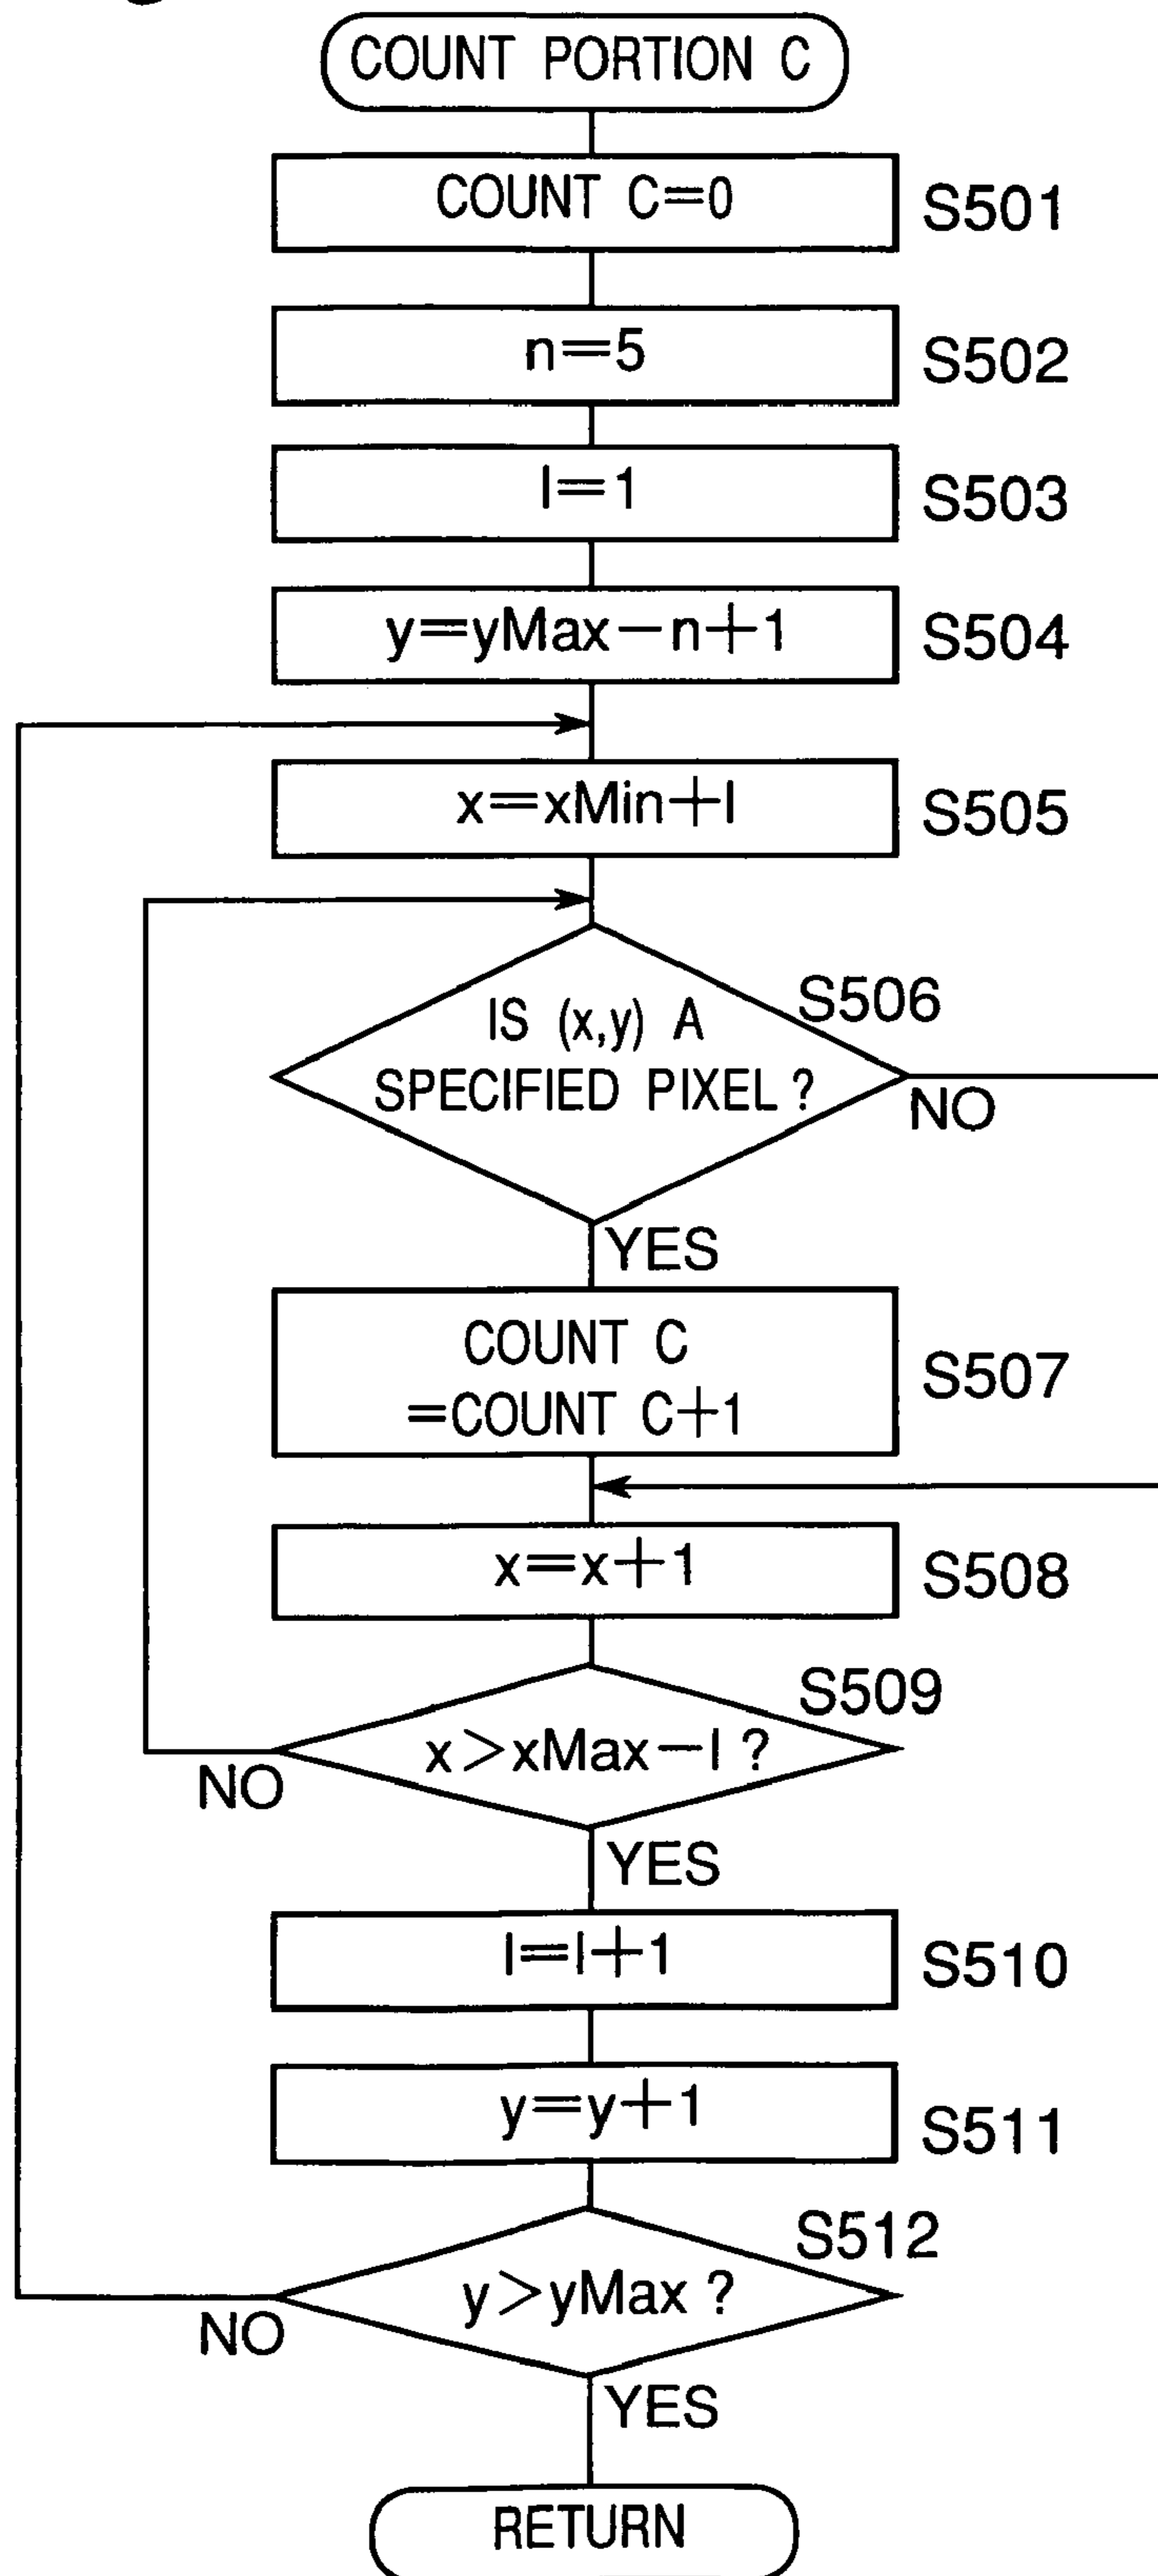 COUNT PORTION C
COUNT C=0
S501
n=5
S502
I=1
S503
y=yMax-n+1
S504
x=xMin+I
S505
S506
IS (x,y) A
SPECIFIED PIXEL?
NO
YES
COUNT C
=COUNT C+1
S507
x=x+1
S508
S509
x>xMax-I?
NO
YES
I=I+1
S510
y=y+1
S511
S512
y>yMax?
NO
YES
RETURN